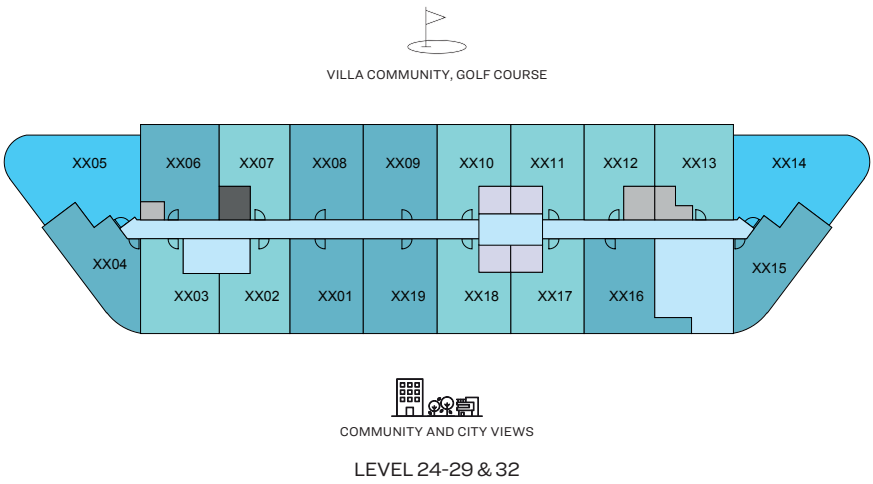 VILLA COMMUNITY, GOLF COURSE
XX05
XX06
XX07
XX08
XX09
XX10
XX11
XX12
XX13
XX14
XX04
XX03
XX02
XX01
XX19
XX18
XX17
XX16
XX15
COMMUNITY AND CITY VIEWS
LEVEL 24-29 & 32